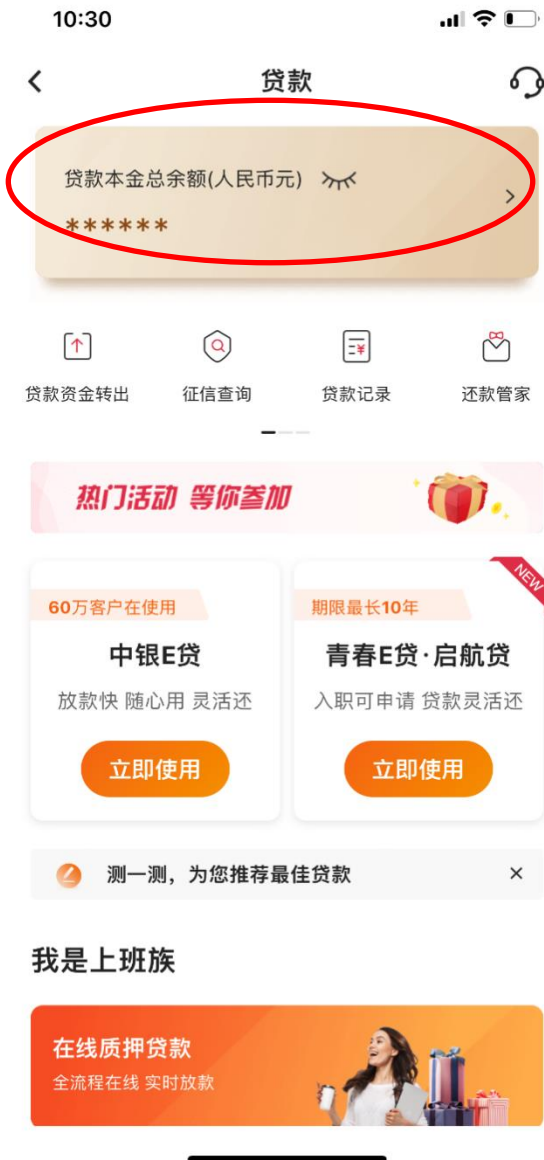 10:30
贷款
贷款本金总余额(人民币元)
******
贷款资金转出 征信查询 贷款记录 还款管家
热门活动 等你参加
60万客户在使用
中银E贷
放款快 随心用 灵活还
立即使用
NEW
期限最长10年
青春E贷·启航贷
入职可申请 贷款灵活还
立即使用
测一测，为您推荐最佳贷款
我是上班族
在线质押贷款
全流程在线 实时放款